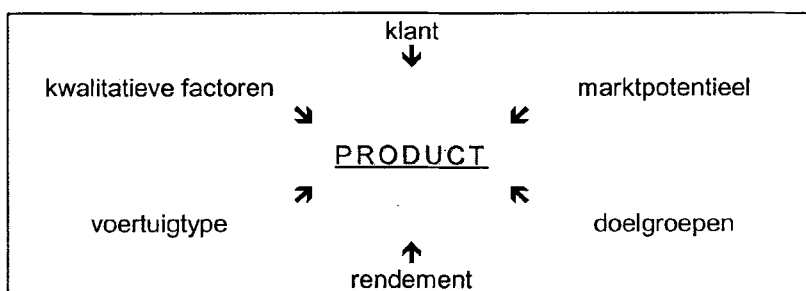 klant
kwalitatieve factoren marktpotentieel
PRODUCT
voertuigtype doelgroepen
rendement